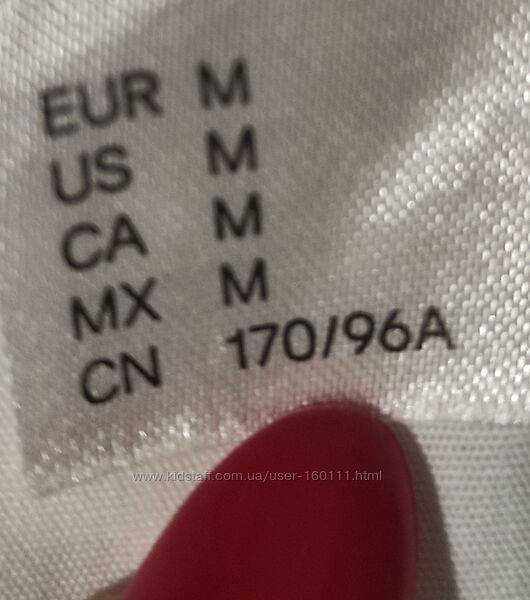 EUR M
US M
CA M
MX M
CN 170/96A
www.kidstaff.com.ua/user-160111.html